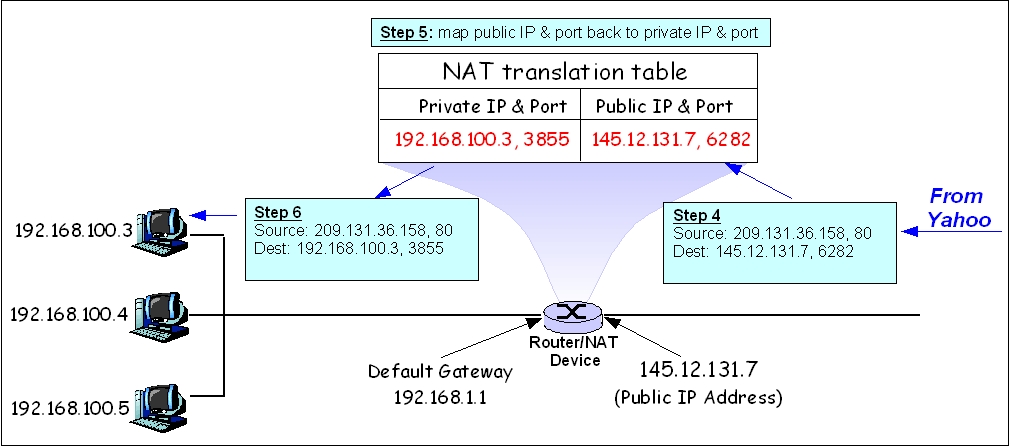 Step 5: map public IP & port back to private IP & port
NAT translation table
Private IP & Port
Public IP & Port
192.168.100.3, 3855
145.12.131.7, 6282
From
Yahoo
Step 6
Source: 209.131.36.158, 80
Dest: 192.168.100.3, 3855
Step 4
Source: 209.131.36.158, 80
Dest: 145.12.131.7, 6282
192.168.100.3
192.168.100.4
192.168.100.5
Router/NAT
Device
Default Gateway
192.168.1.1
145.12.131.7
(Public IP Address)